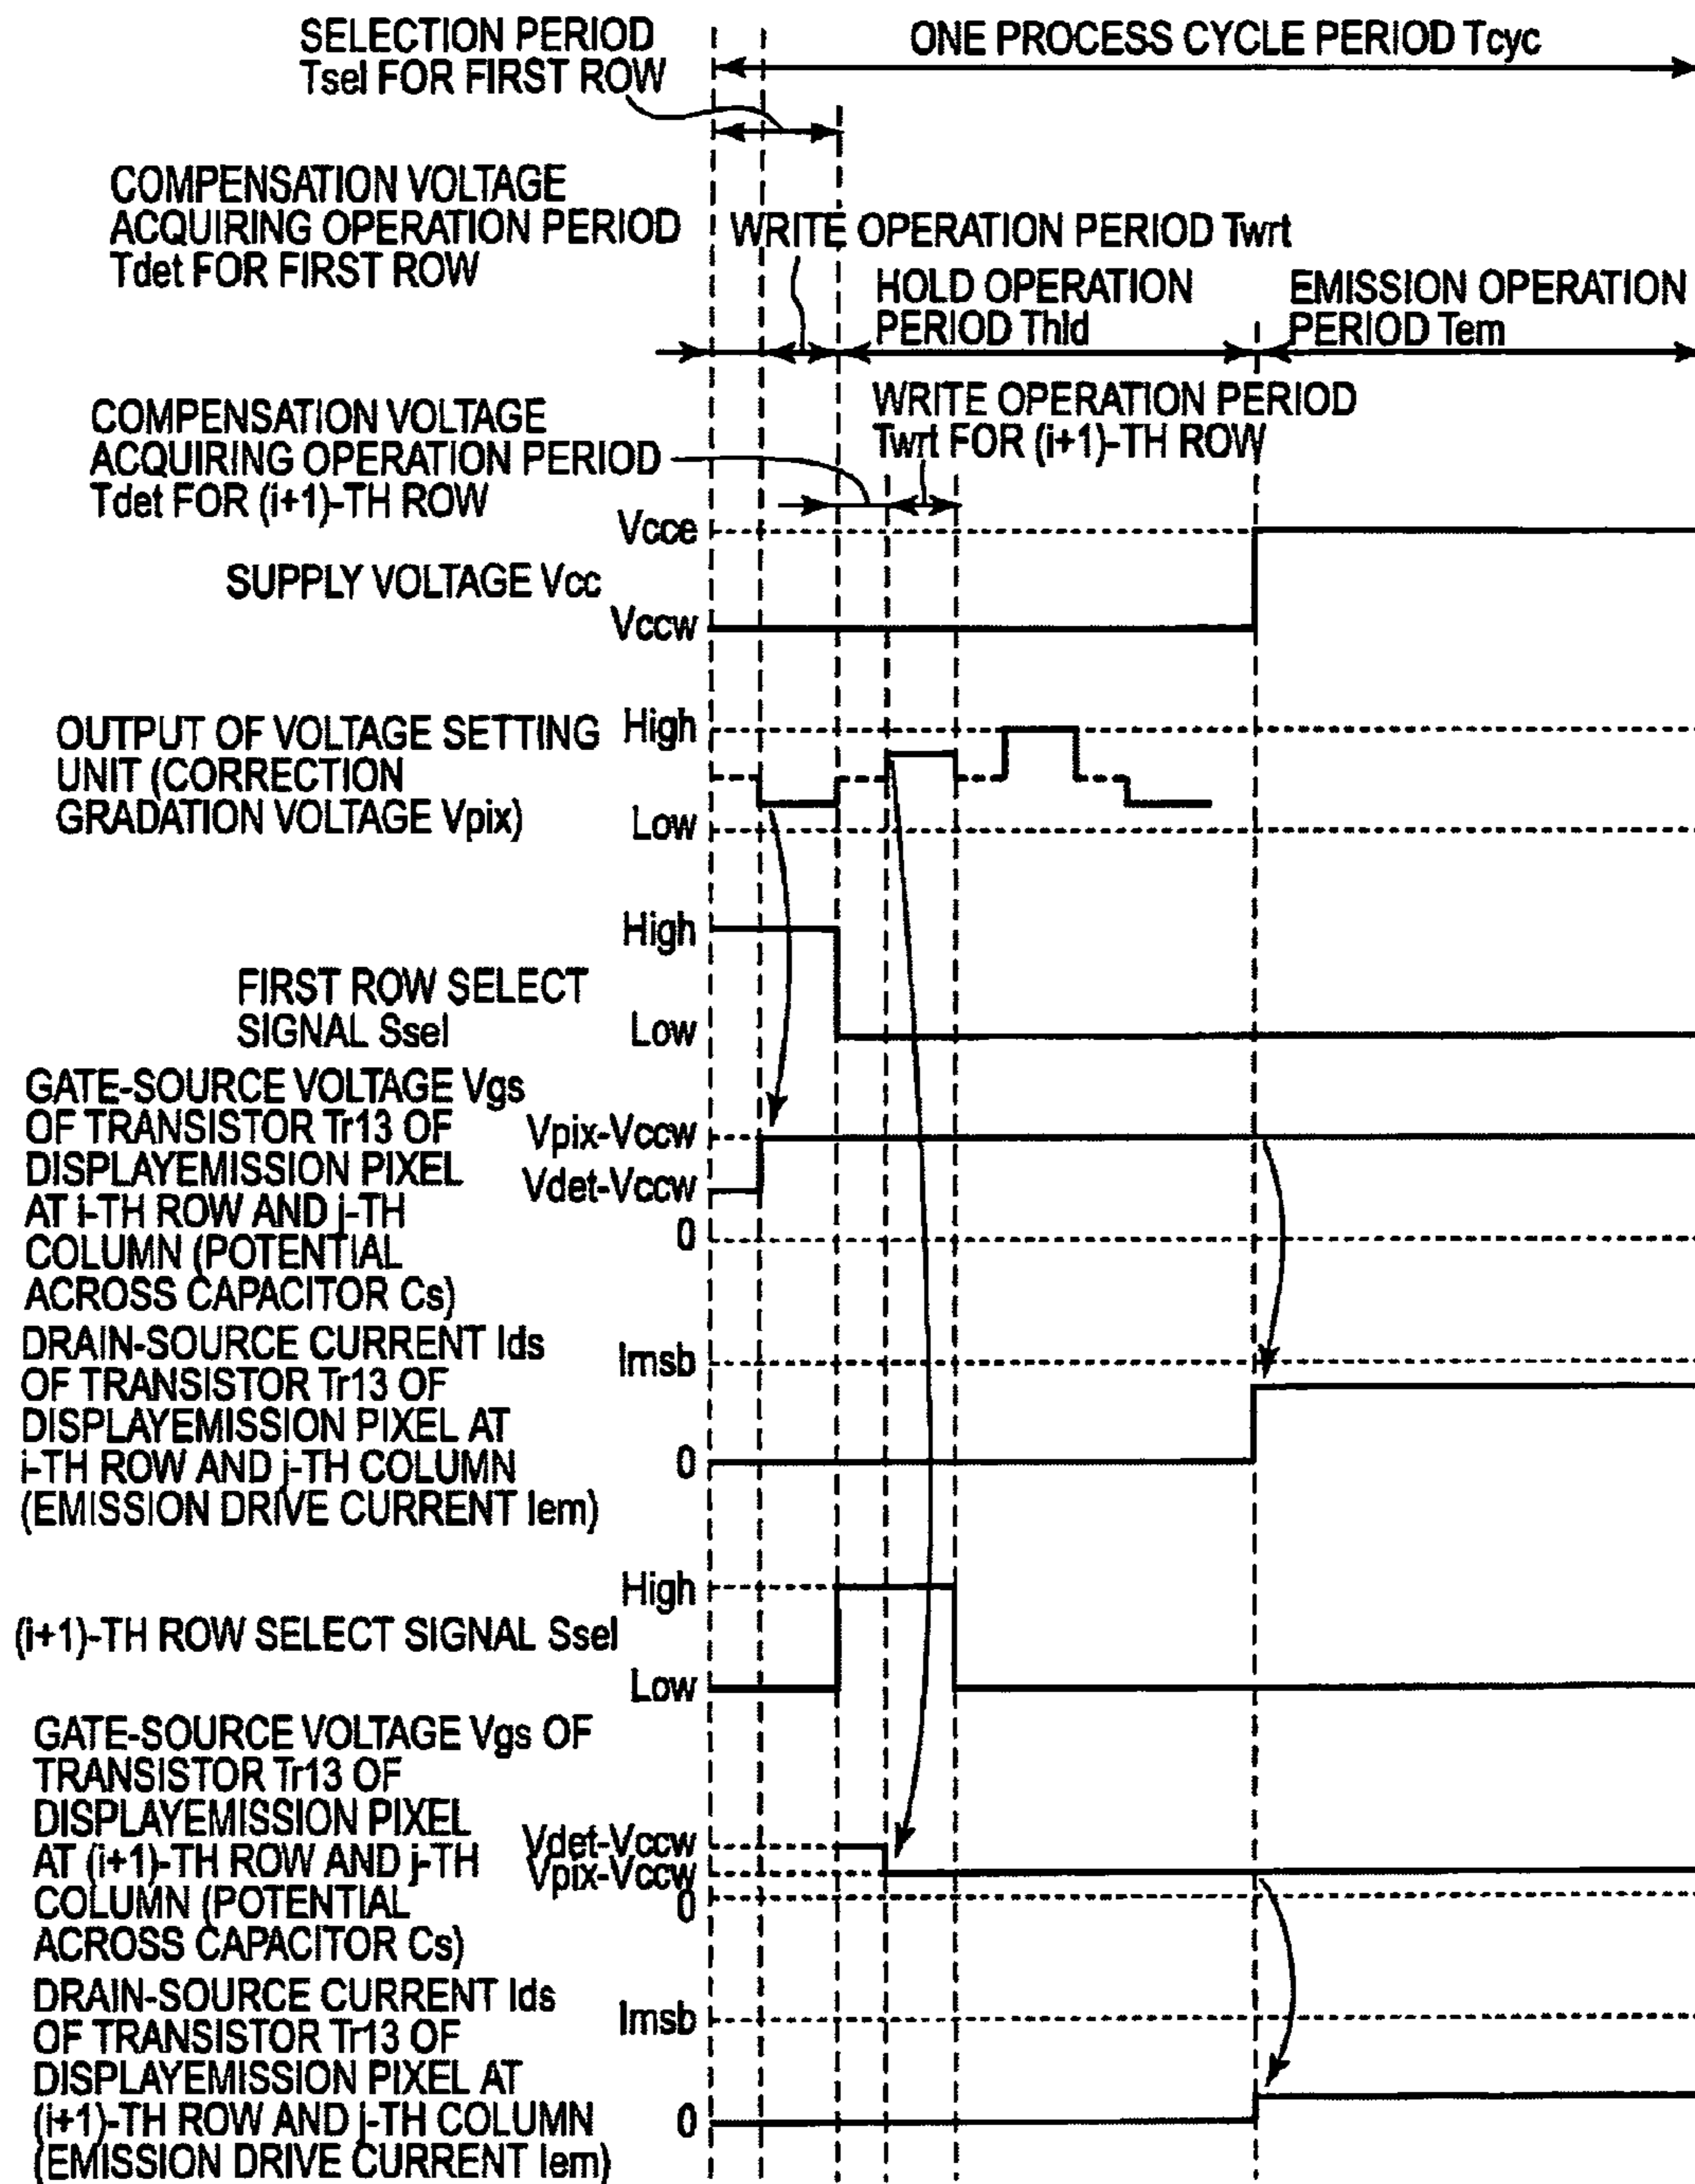 SELECTION PERIOD
Tsel FOR FIRST ROW
ONE PROCESS CYCLE PERIOD Tcyc
COMPENSATION VOLTAGE
ACQUIRING OPERATION PERIOD
Tdet FOR FIRST ROW
WRITE OPERATION PERIOD Twrt
HOLD OPERATION
PERIOD Thld
EMISSION OPERATION
PERIOD Tem
COMPENSATION VOLTAGE
ACQUIRING OPERATION PERIOD
Tdet FOR (i+1)-TH ROW
WRITE OPERATION PERIOD
Twrt FOR (i+1)-TH ROW
SUPPLY VOLTAGE Vcc
Vcce
Vccw
OUTPUT OF VOLTAGE SETTING
UNIT (CORRECTION
GRADATION VOLTAGE Vpix)
High
Low
FIRST ROW SELECT
SIGNAL Ssel
High
Low
GATE-SOURCE VOLTAGE Vgs
OF TRANSISTOR Tr13 OF
DISPLAYEMISSION PIXEL
AT i-TH ROW AND j-TH
COLUMN (POTENTIAL
ACROSS CAPACITOR Cs)
Vpix-Vccw
Vdet-Vccw
0
DRAIN-SOURCE CURRENT Ids
OF TRANSISTOR Tr13 OF
DISPLAYEMISSION PIXEL AT
i-TH ROW AND j-TH COLUMN
(EMISSION DRIVE CURRENT Iem)
Imsb
0
(i+1)-TH ROW SELECT SIGNAL Ssel
High
Low
GATE-SOURCE VOLTAGE Vgs OF
TRANSISTOR Tr13 OF
DISPLAYEMISSION PIXEL
AT (i+1)-TH ROW AND j-TH
COLUMN (POTENTIAL
ACROSS CAPACITOR Cs)
Vdet-Vccw
Vpix-Vccw
0
DRAIN-SOURCE CURRENT Ids
OF TRANSISTOR Tr13 OF
DISPLAYEMISSION PIXEL AT
(i+1)-TH ROW AND j-TH COLUMN
(EMISSION DRIVE CURRENT Iem)
Imsb
0